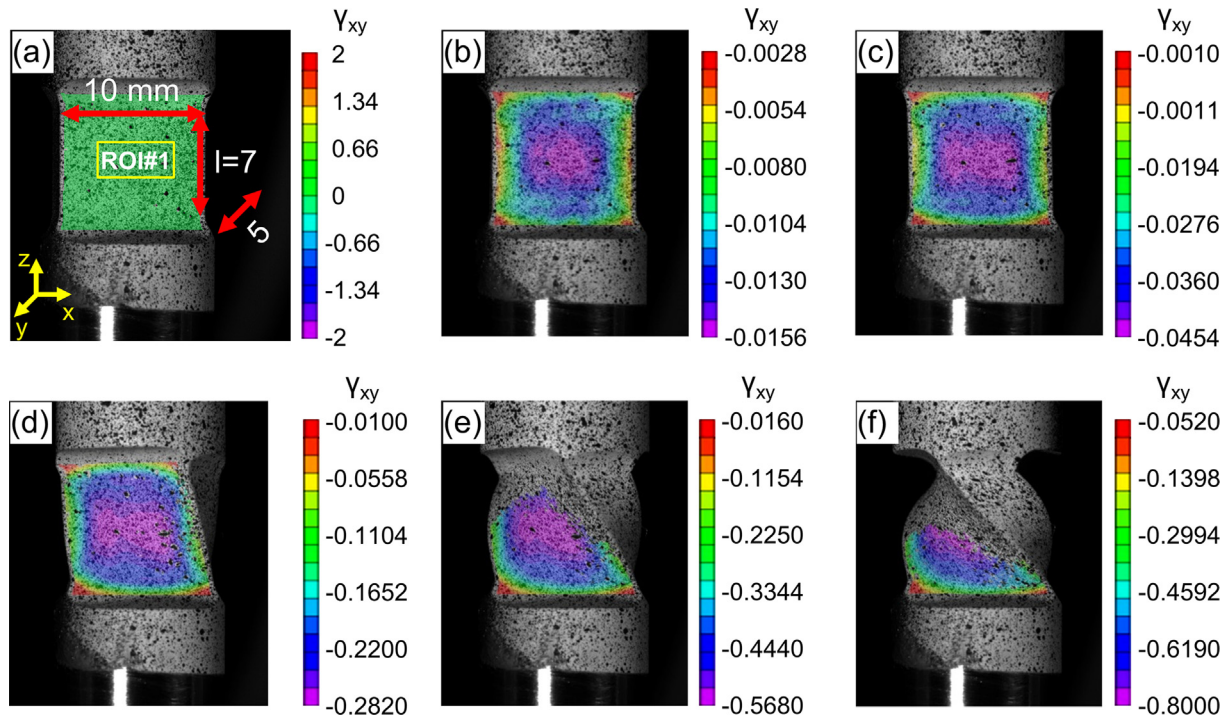 (a)
10 mm
ROI#1
l=7
5
z
x
y
γxy
2
1.34
0.66
0
-0.66
-1.34
-2
(b)
γxy
-0.0028
-0.0054
-0.0080
-0.0104
-0.0130
-0.0156
(c)
γxy
-0.0010
-0.0011
-0.0194
-0.0276
-0.0360
-0.0454
(d)
γxy
-0.0100
-0.0558
-0.1104
-0.1652
-0.2200
-0.2820
(e)
γxy
-0.0160
-0.1154
-0.2250
-0.3344
-0.4440
-0.5680
(f)
γxy
-0.0520
-0.1398
-0.2994
-0.4592
-0.6190
-0.8000